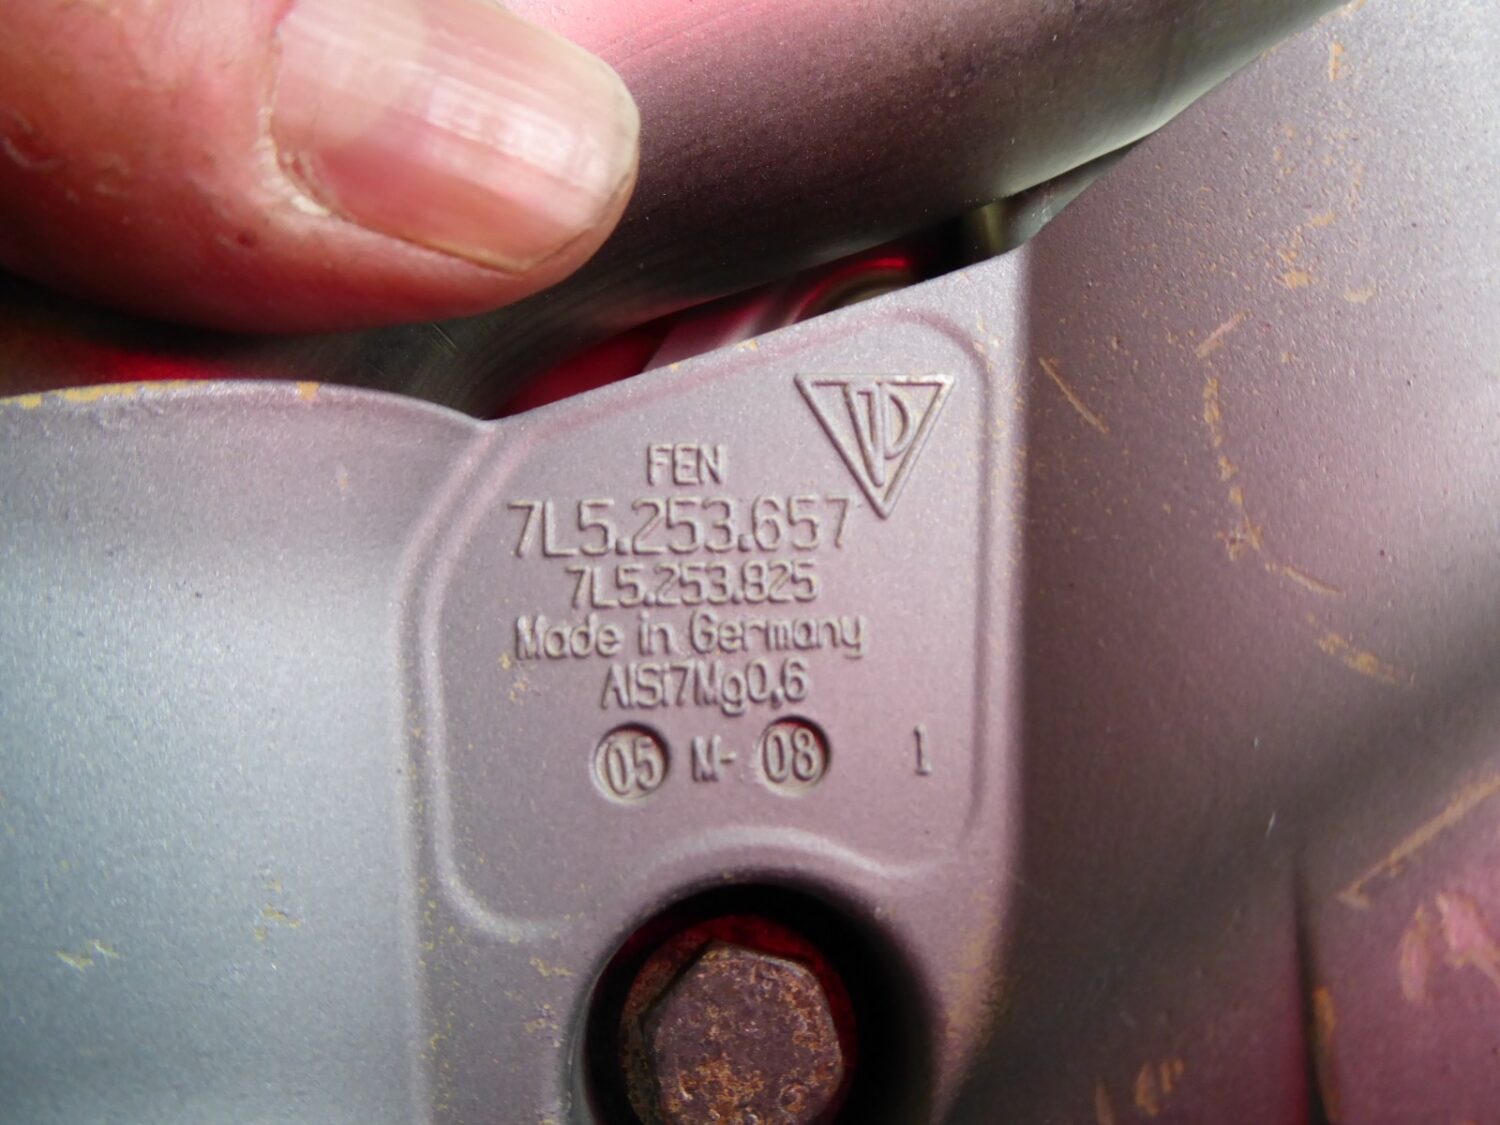 FEN
7L5.253.657
7L5.253.825
Made in Germany
AlSi7Mg0,6
05 M- 08 1